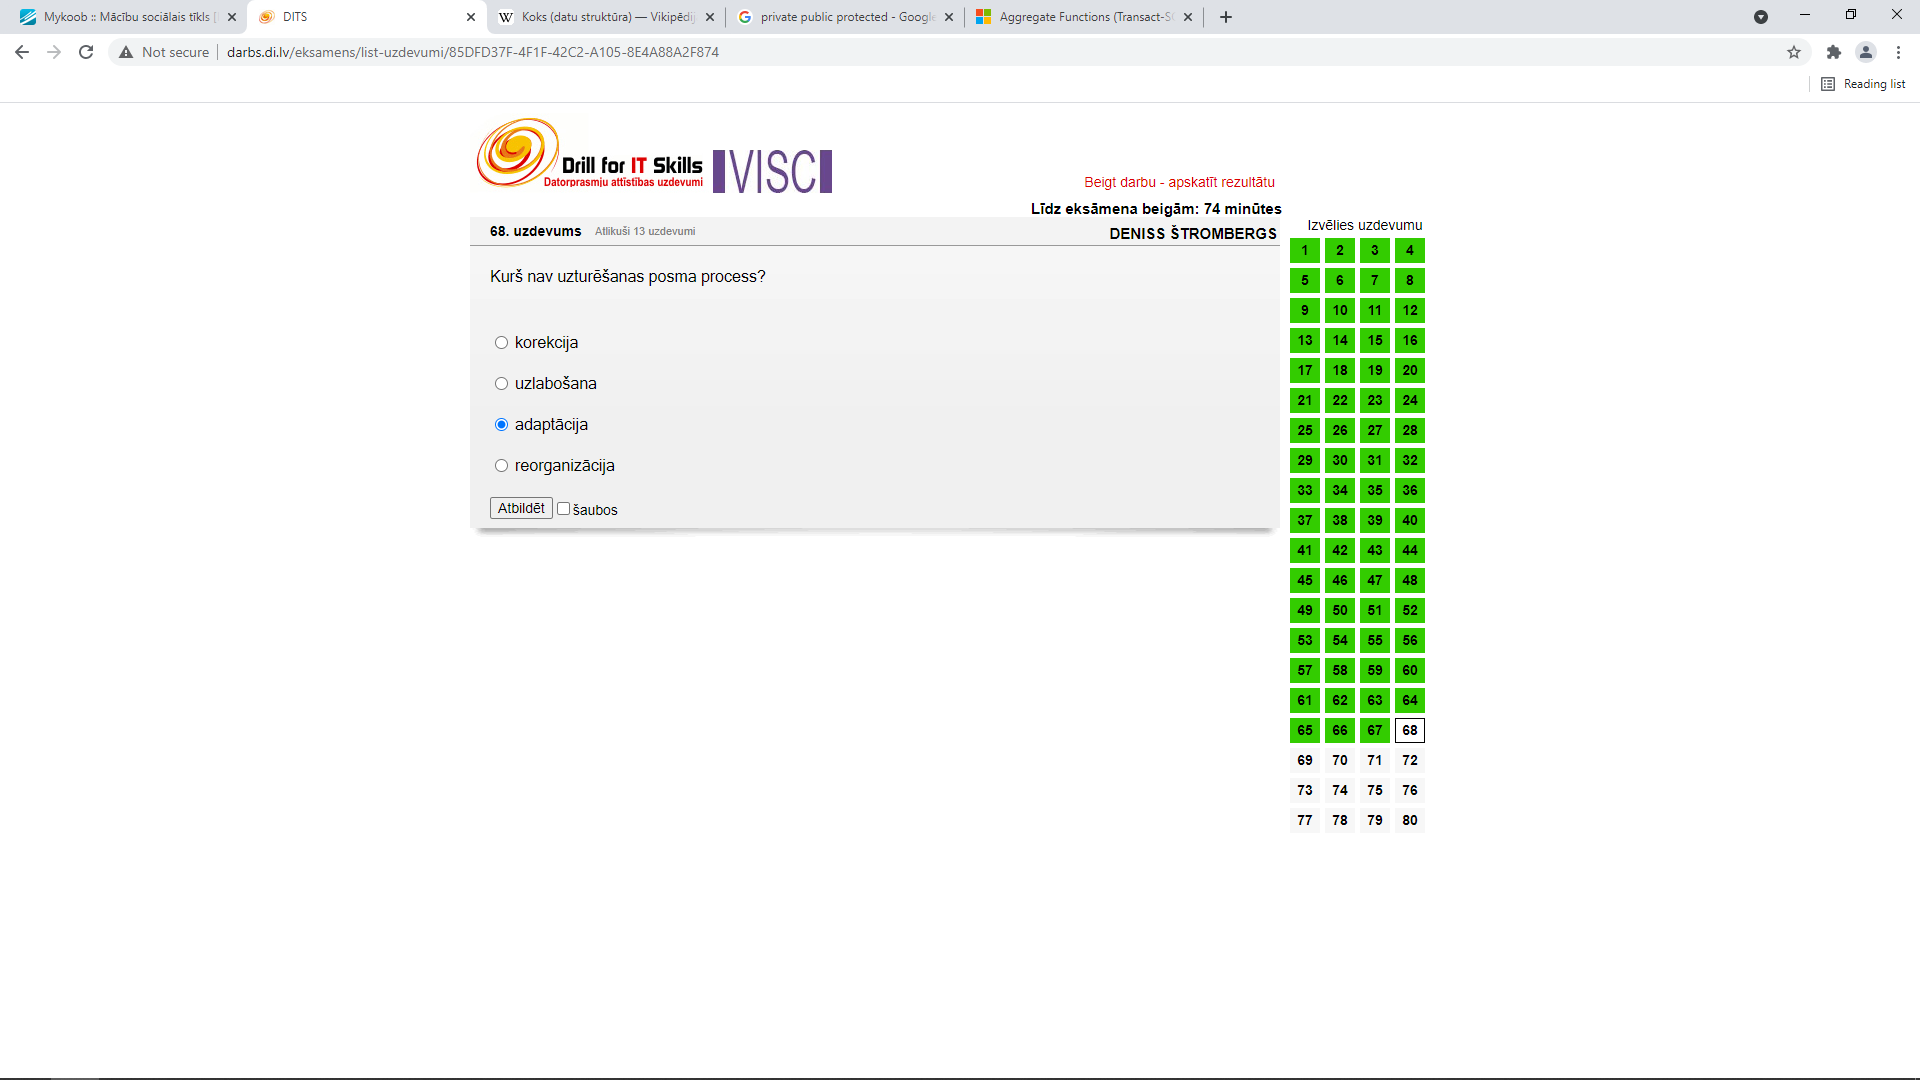 Mykoob :: Mācību sociālais tīkls
DITS
Koks (datu struktūra) — Vikipēdij
private public protected - Google
Aggregate Functions (Transact-S
Not secure
darbs.di.lv/eksamens/list-uzdevumi/85DFD37F-4F1F-42C2-A105-8E4A88A2F874
Reading list
Drill for IT Skills
Datorprasmju attīstības uzdevumi
VISC
Beigt darbu - apskatīt rezultātu
Līdz eksāmena beigām: 74 minūtes
68. uzdevums Atlikuši 13 uzdevumi
DENISS ŠTROMBERGS
Izvēlies uzdevumu
Kurš nav uzturēšanas posma process?
korekcija
uzlabošana
adaptācija
reorganizācija
Atbildēt šaubos
1 2 3 4
5 6 7 8
9 10 11 12
13 14 15 16
17 18 19 20
21 22 23 24
25 26 27 28
29 30 31 32
33 34 35 36
37 38 39 40
41 42 43 44
45 46 47 48
49 50 51 52
53 54 55 56
57 58 59 60
61 62 63 64
65 66 67 68
69 70 71 72
73 74 75 76
77 78 79 80